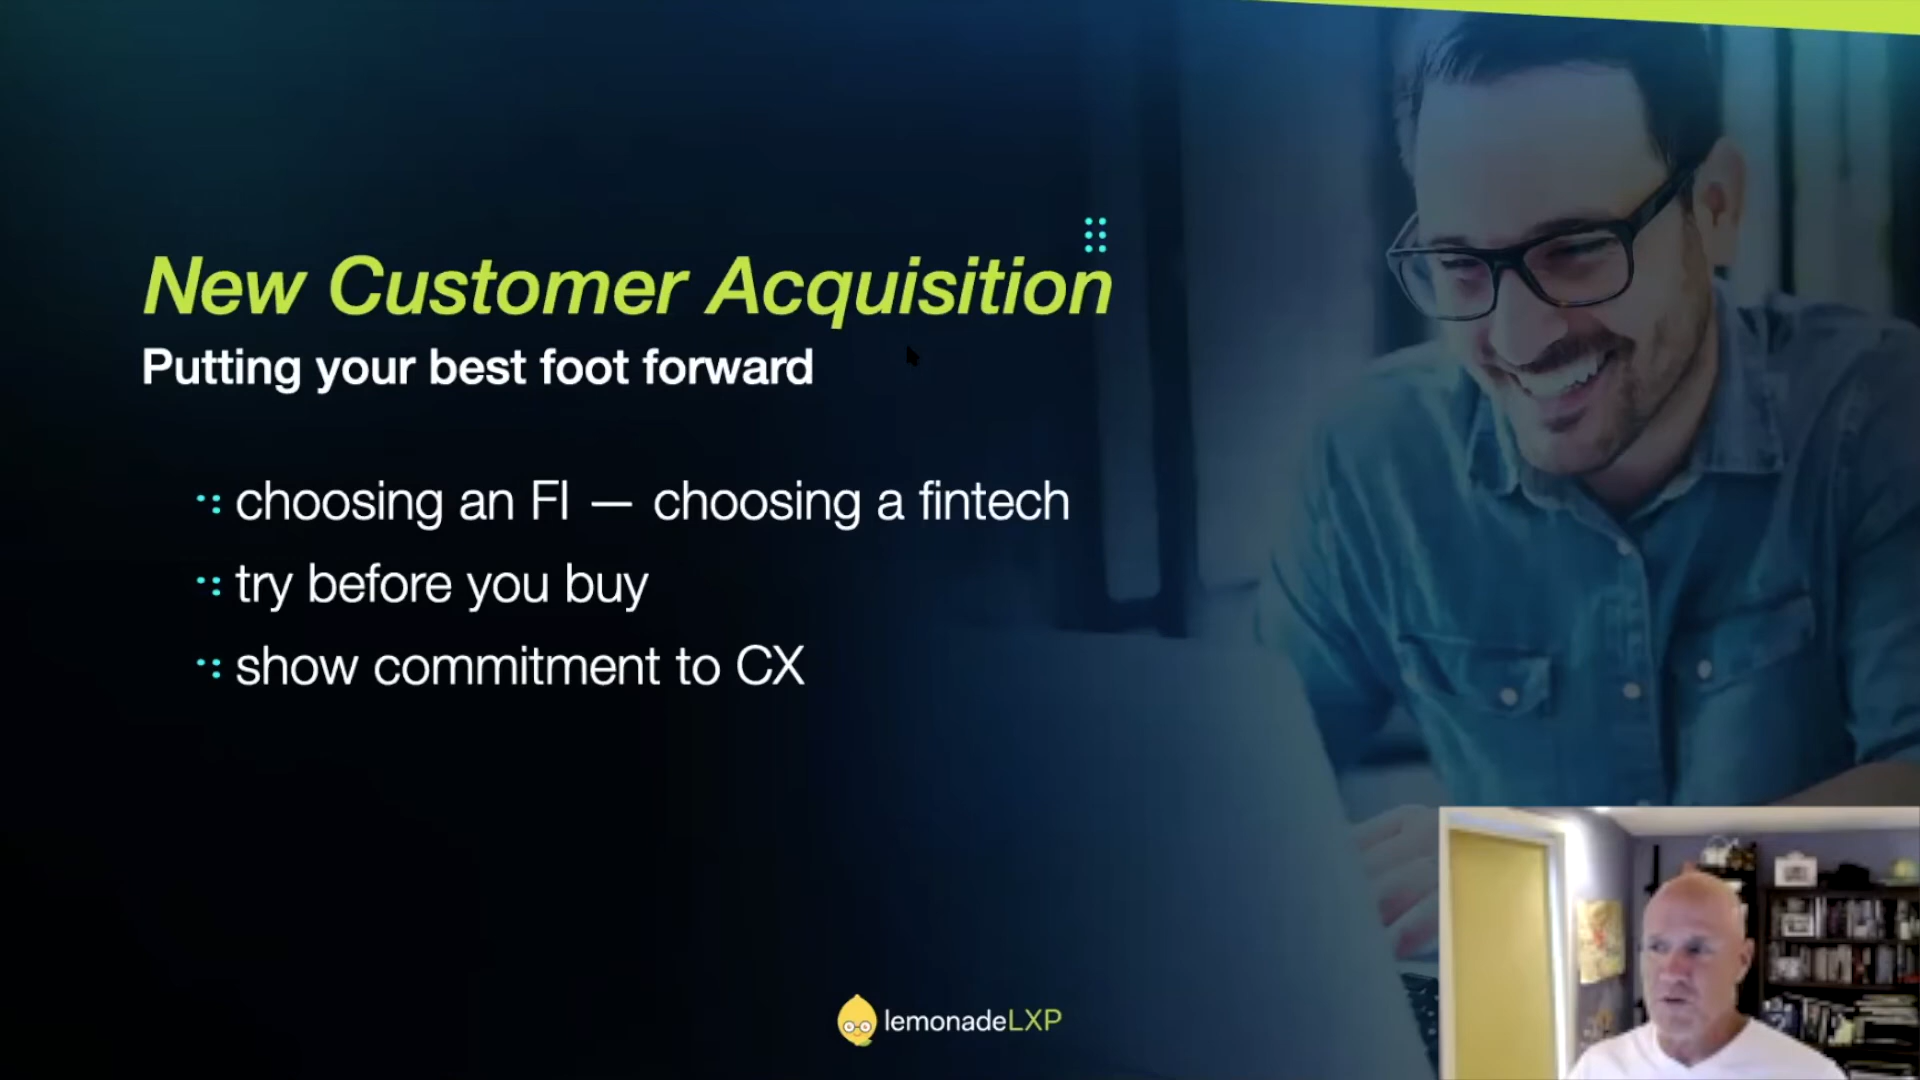 New Customer Acquisition
Putting your best foot forward
choosing an FI — choosing a fintech
try before you buy
show commitment to CX
lemonadeLXP